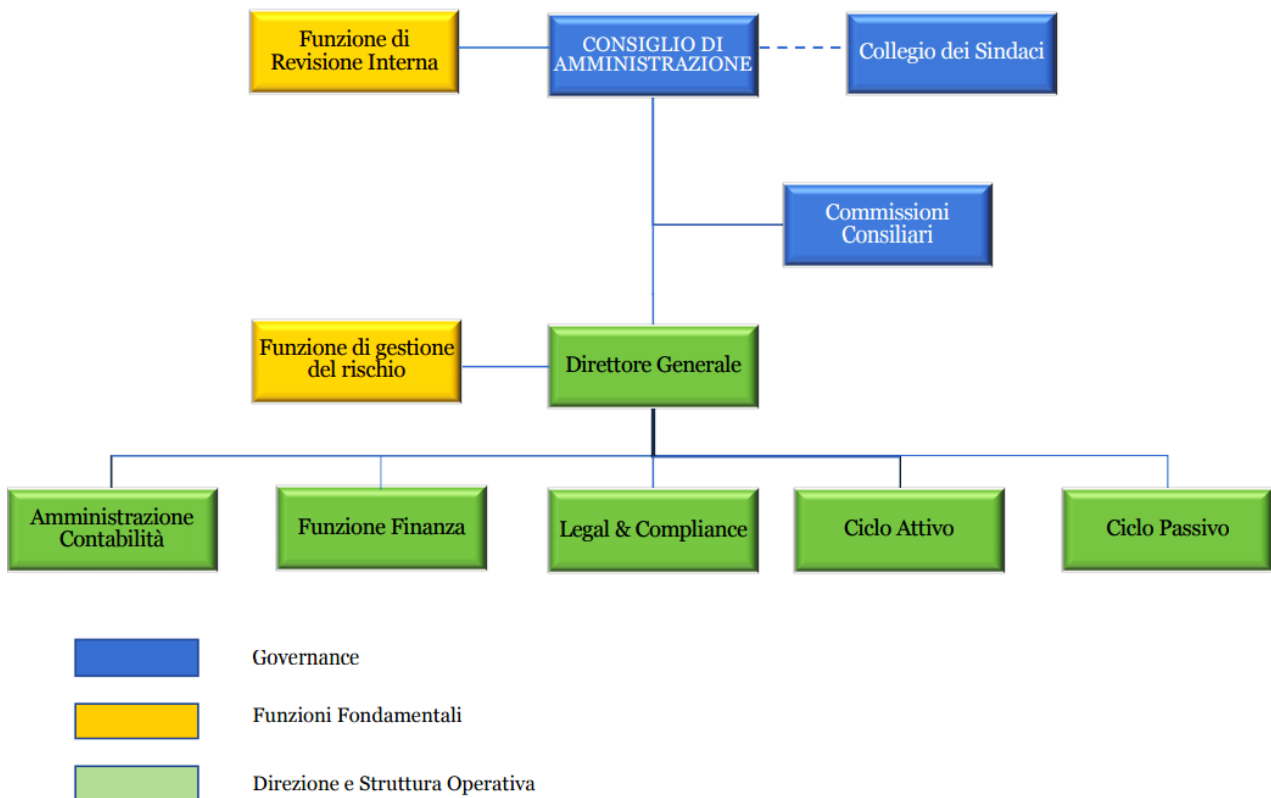 Funzione di
Revisione Interna
CONSIGLIO DI
AMMINISTRAZIONE
Collegio dei Sindaci
Commissioni
Consiliari
Funzione di gestione
del rischio
Direttore Generale
Amministrazione
Contabilità
Funzione Finanza
Legal & Compliance
Ciclo Attivo
Ciclo Passivo
Governance
Funzioni Fondamentali
Direzione e Struttura Operativa